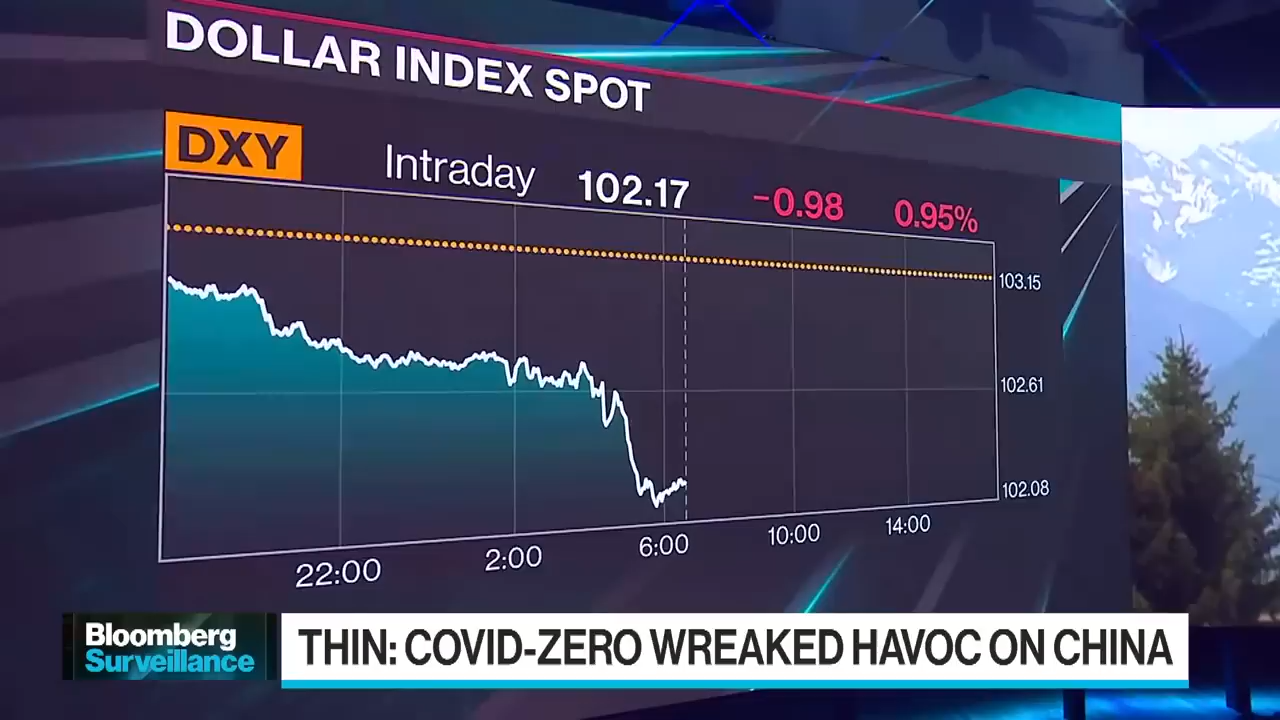 DOLLAR INDEX SPOT
DXY
Intraday 102.17 -0.98 0.95%
103.15
102.61
102.08
22:00 2:00 6:00 10:00 14:00
Bloomberg
Surveillance
THIN: COVID-ZERO WREAKED HAVOC ON CHINA